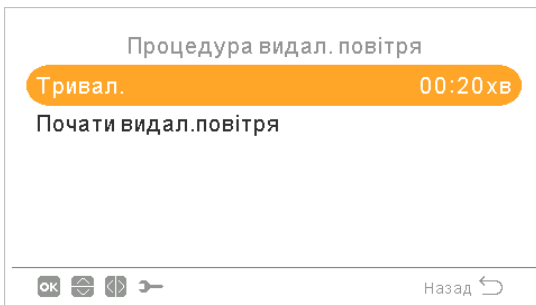 Процедура видал. повітря
Тривал. 00:20хв
Почати видал.повітря
OK
Назад